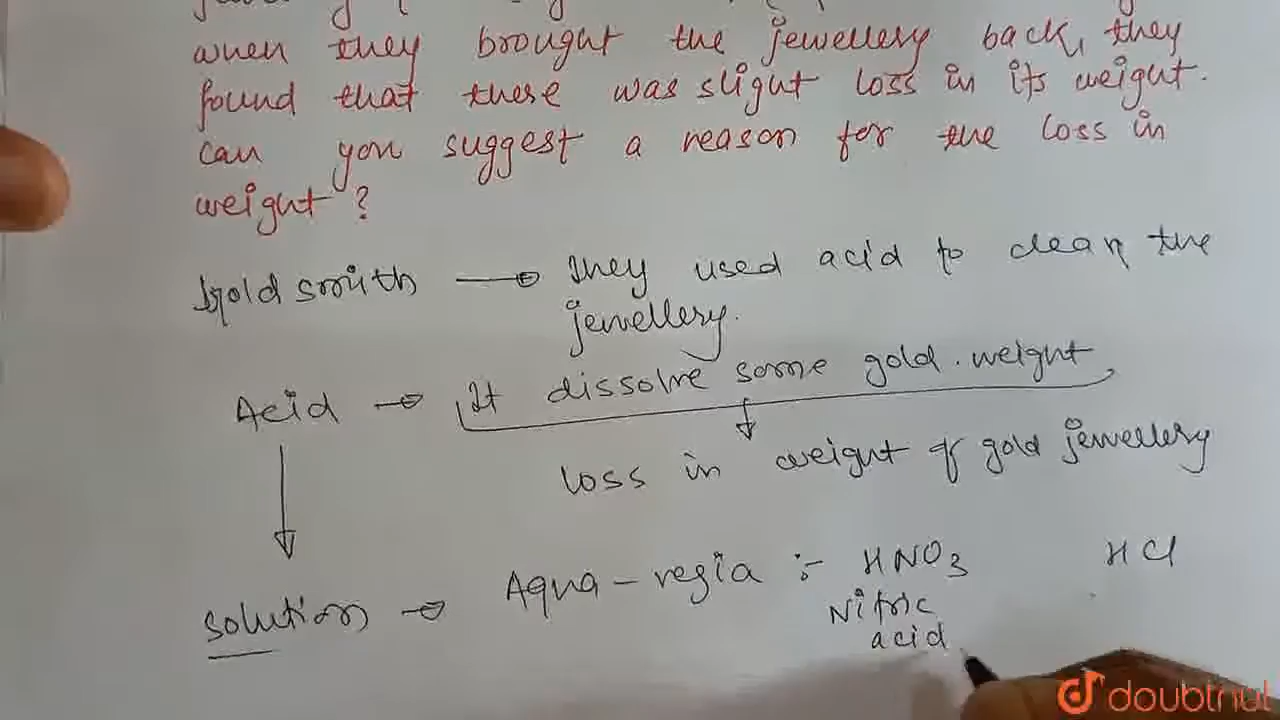 when they brought the jewellery back, they
found that there was slight loss in its weight.
can you suggest a reason for the loss in
weight?
Gold smith → They used acid to clean the
jewellery.
Acid → It dissolve some gold. weight
loss in weight of gold jewellery
solution → Aqua-regia :- HNO3 HCl
Nitric
acid
doubtnut